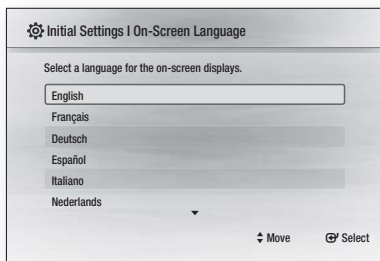 Initial Settings I On-Screen Language
Select a language for the on-screen displays.
English
Français
Deutsch
Español
Italiano
Nederlands
Move Select